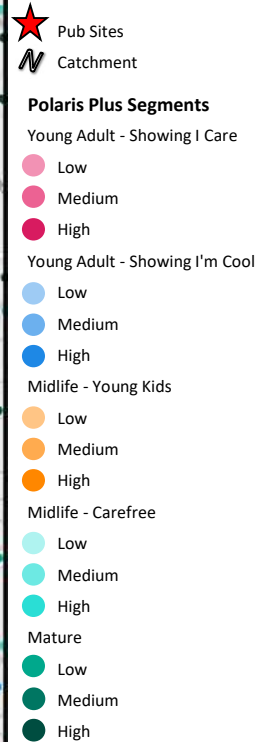 Pub Sites
Catchment
Polaris Plus Segments
Young Adult - Showing I Care
Low
Medium
High
Young Adult - Showing I'm Cool
Low
Medium
High
Midlife - Young Kids
Low
Medium
High
Midlife - Carefree
Low
Medium
High
Mature
Low
Medium
High